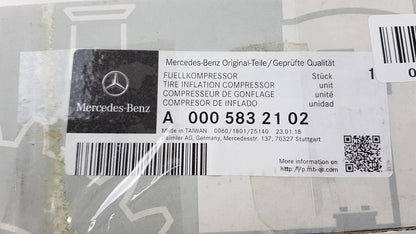 Mercedes-Benz Original-Teile/Geprüfte Qualität
FUELLKOMPRESSOR Stück 1
TIRE INFLATION COMPRESSOR unit
COMPRESSEUR DE GONFLAGE unité
COMPRESOR DE INFLADO unidad
Mercedes-Benz
A 000 583 21 02
Made in TAIWAN 0060/1801/25140 23.01.18
Daimler AG, Germany, Mercedesstr. 137, 70327 Stuttgart
More information on
http://p.mb-qr.com
0